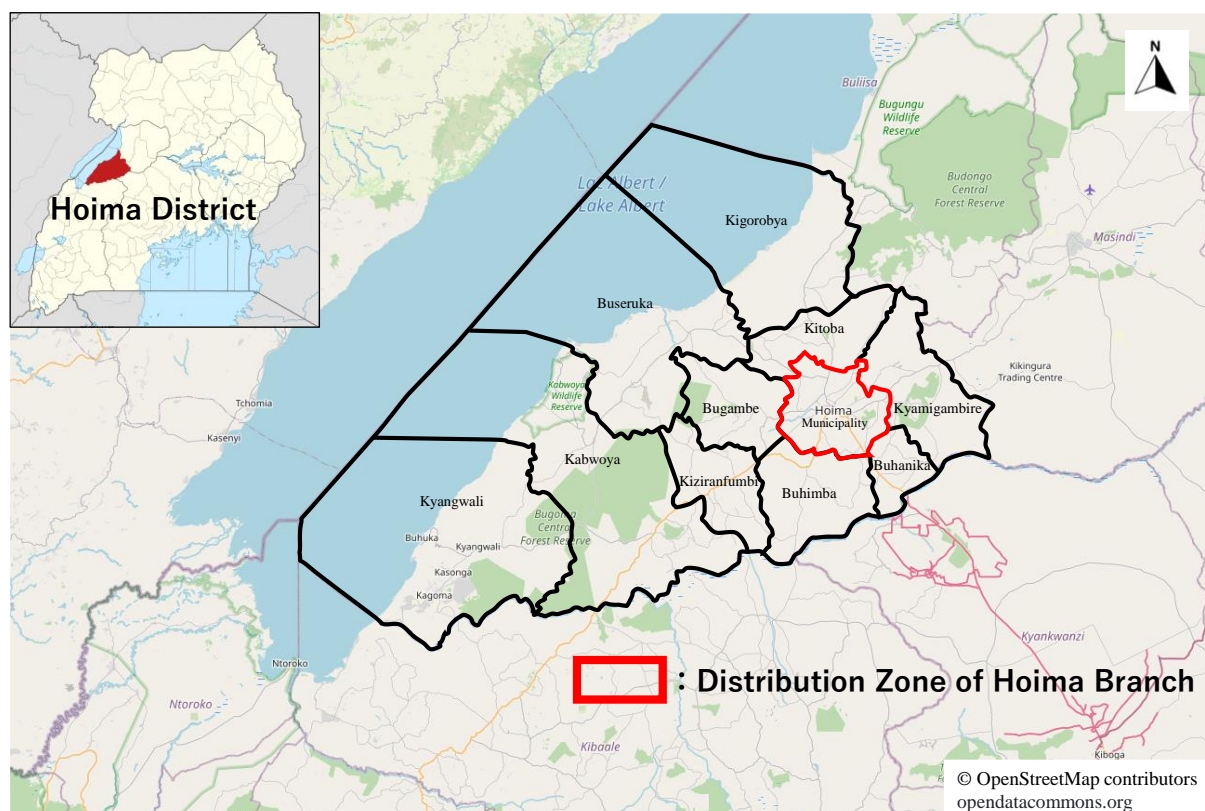 Hoima District
N
Buliisa
Bugungu
Wildlife
Reserve
Lac Albert /
Lake Albert
Budongo
Central
Forest Reserve
Masindi
Kigorobya
Buseruka
Kitoba
Kikingura
Trading Centre
Kabwoya
Wildlife
Reserve
Tchomia
Kasenyi
Bugambe
Hoima
Municipality
Kyamigambire
Kabwoya
Kiziranfumbi
Buhanika
Buhimba
Kyangwali
Bugoma
Central
Forest Reserve
Buhuka
Kyangwali
Kasonga
Kagoma
Kyankwanzi
Ntoroko
Ntoroko
: Distribution Zone of Hoima Branch
Kibaale
Kiboga
© OpenStreetMap contributors
opendatacommons.org